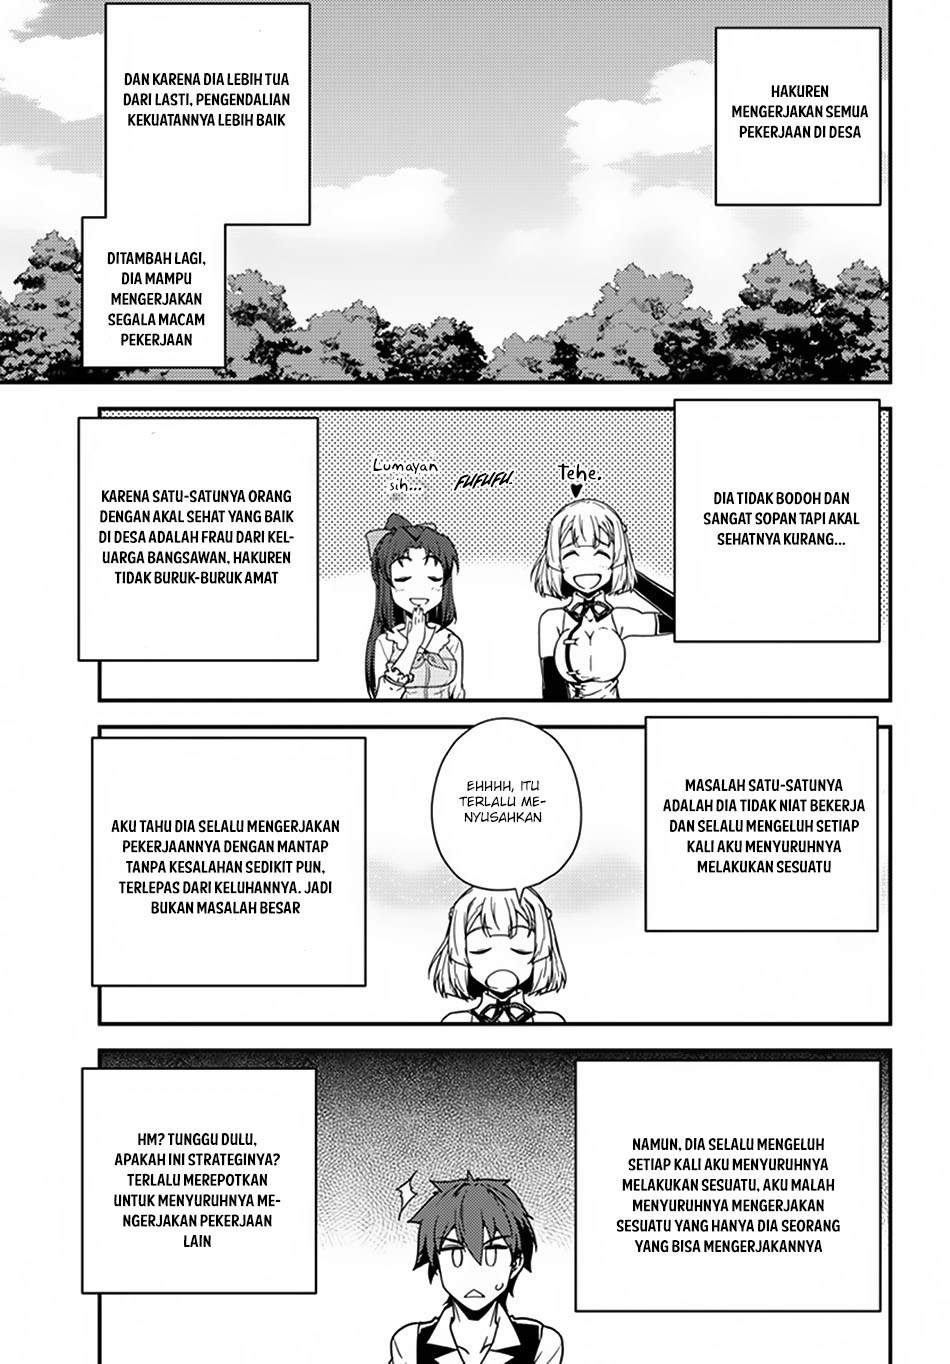 HAKUREN
MENGERJAKAN SEMUA
PEKERJAAN DI DESA
DAN KARENA DIA LEBIH TUA
DARI LASTI, PENGENDALIAN
KEKUATANNYA LEBIH BAIK
DITAMBAH LAGI,
DIA MAMPU
MENGERJAKAN
SEGALA MACAM
PEKERJAAN
DIA TIDAK BODOH DAN
SANGAT SOPAN TAPI AKAL
SEHATNYA KURANG...
Tehe.
FUFUFU.
Lumayan
sih...
KARENA SATU-SATUNYA ORANG
DENGAN AKAL SEHAT YANG BAIK
DI DESA ADALAH FRAU DARI KEL-
UARGA BANGSAWAN, HAKUREN
TIDAK BURUK-BURUK AMAT
MASALAH SATU-SATUNYA
ADALAH DIA TIDAK NIAT BEKERJA
DAN SELALU MENGELUH SETIAP
KALI AKU MENYURUHNYA
MELAKUKAN SESUATU
EHHHH, ITU
TERLALU ME-
NYUSAHKAN
AKU TAHU DIA SELALU MENGERJAKAN
PEKERJAANNYA DENGAN MANTAP
TANPA KESALAHAN SEDIKIT PUN,
TERLEPAS DARI KELUHANNYA. JADI
BUKAN MASALAH BESAR
NAMUN, DIA SELALU MENGELUH
SETIAP KALI AKU MENYURUHNYA
MELAKUKAN SESUATU, AKU MALAH
MENYURUHNYA MENGERJAKAN
SESUATU YANG HANYA DIA SEORANG
YANG BISA MENGERJAKANNYA
HM? TUNGGU DULU,
APAKAH INI STRATEGINYA?
TERLALU MEREPOTKAN
UNTUK MENYURUHNYA ME-
NGERJAKAN PEKERJAAN
LAIN